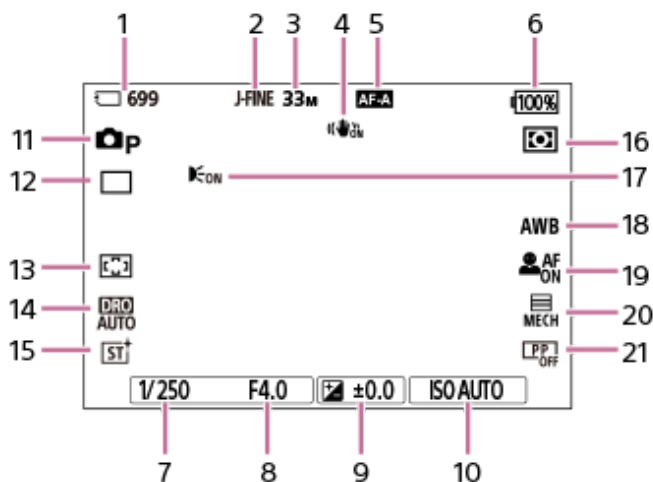 1 2 3 4 5 6
699 J-FINE 33M AF-A 100%
ON
11 P 16
12 ON 17
AWB 18
13 AF ON 19
14 DRO AUTO MECH 20
15 ST+ PP OFF 21
1/250 F4.0 ±0.0 ISO AUTO
7 8 9 10